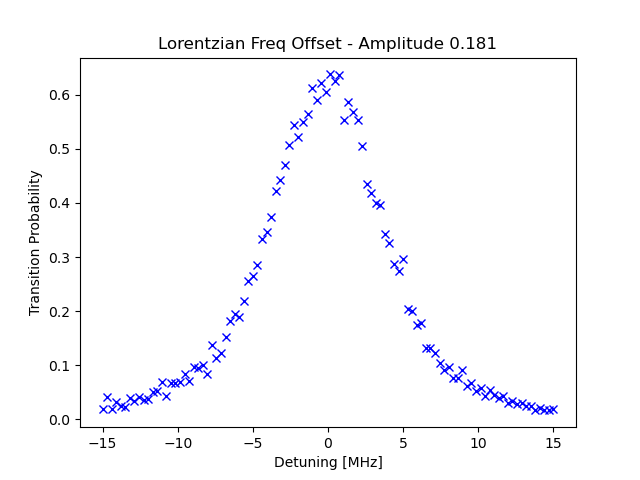 Lorentzian Freq Offset - Amplitude 0.181
Transition Probability
0.6
0.5
0.4
0.3
0.2
0.1
0.0
−15 −10 −5 0 5 10 15
Detuning [MHz]